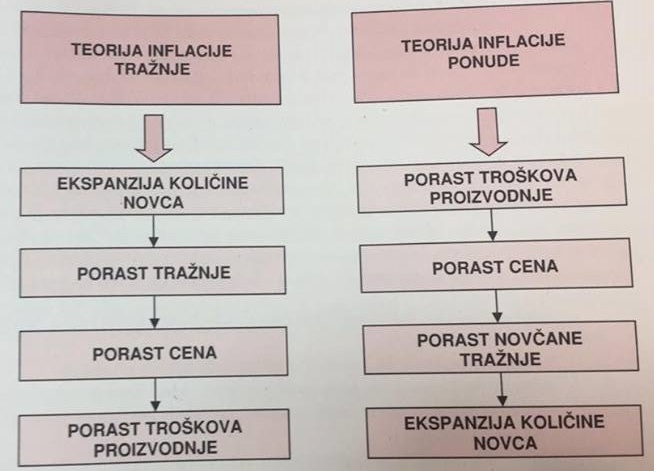 TEORIJA INFLACIJE
TRAŽNJE
EKSPANZIJA KOLIČINE
NOVCA
PORAST TRAŽNJE
PORAST CENA
PORAST TROŠKOVA
PROIZVODNJE
TEORIJA INFLACIJE
PONUDE
PORAST TROŠKOVA
PROIZVODNJE
PORAST CENA
PORAST NOVČANE
TRAŽNJE
EKSPANZIJA KOLIČINE
NOVCA